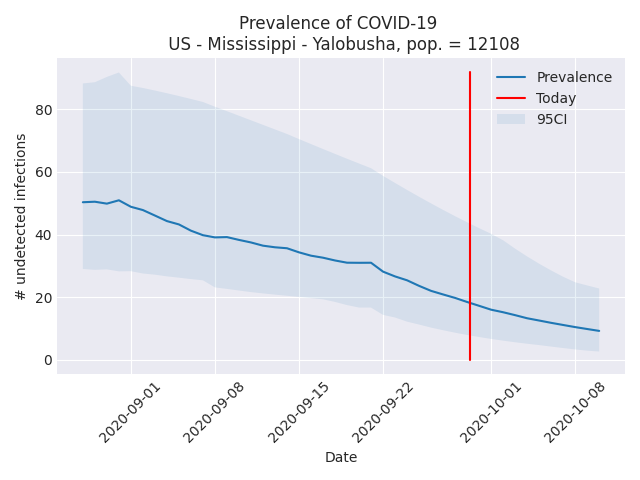 Prevalence of COVID-19
US - Mississippi - Yalobusha, pop. = 12108
Prevalence
Today
95CI
# undetected infections
80
60
40
20
0
2020-09-01
2020-09-08
2020-09-15
2020-09-22
2020-10-01
2020-10-08
Date